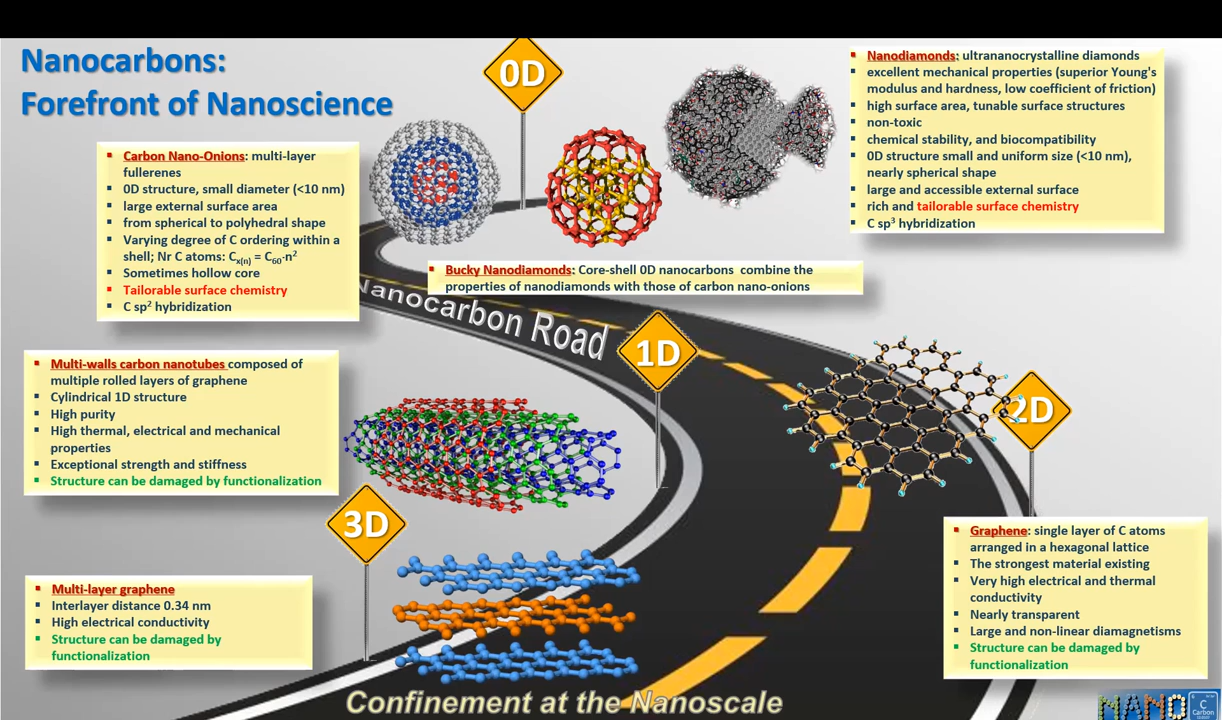 Nanocarbons:
Forefront of Nanoscience
0D
Nanodiamonds: ultrananocrystalline diamonds
excellent mechanical properties (superior Young's
modulus and hardness, low coefficient of friction)
high surface area, tunable surface structures
non-toxic
chemical stability, and biocompatibility
0D structure small and uniform size (<10 nm),
nearly spherical shape
large and accessible external surface
rich and tailorable surface chemistry
C sp³ hybridization
Carbon Nano-Onions: multi-layer
fullerenes
0D structure, small diameter (<10 nm)
large external surface area
from spherical to polyhedral shape
Varying degree of C ordering within a
shell; Nr C atoms: Cx(n) = C60·n²
Sometimes hollow core
Tailorable surface chemistry
C sp² hybridization
Bucky Nanodiamonds: Core-shell 0D nanocarbons combine the
properties of nanodiamonds with those of carbon nano-onions
Nanocarbon Road
1D
2D
Multi-walls carbon nanotubes composed of
multiple rolled layers of graphene
Cylindrical 1D structure
High purity
High thermal, electrical and mechanical
properties
Exceptional strength and stiffness
Structure can be damaged by functionalization
3D
Multi-layer graphene
Interlayer distance 0.34 nm
High electrical conductivity
Structure can be damaged by
functionalization
Graphene: single layer of C atoms
arranged in a hexagonal lattice
The strongest material existing
Very high electrical and thermal
conductivity
Nearly transparent
Large and non-linear diamagnetisms
Structure can be damaged by
functionalization
Confinement at the Nanoscale
NANO
C
Carbon